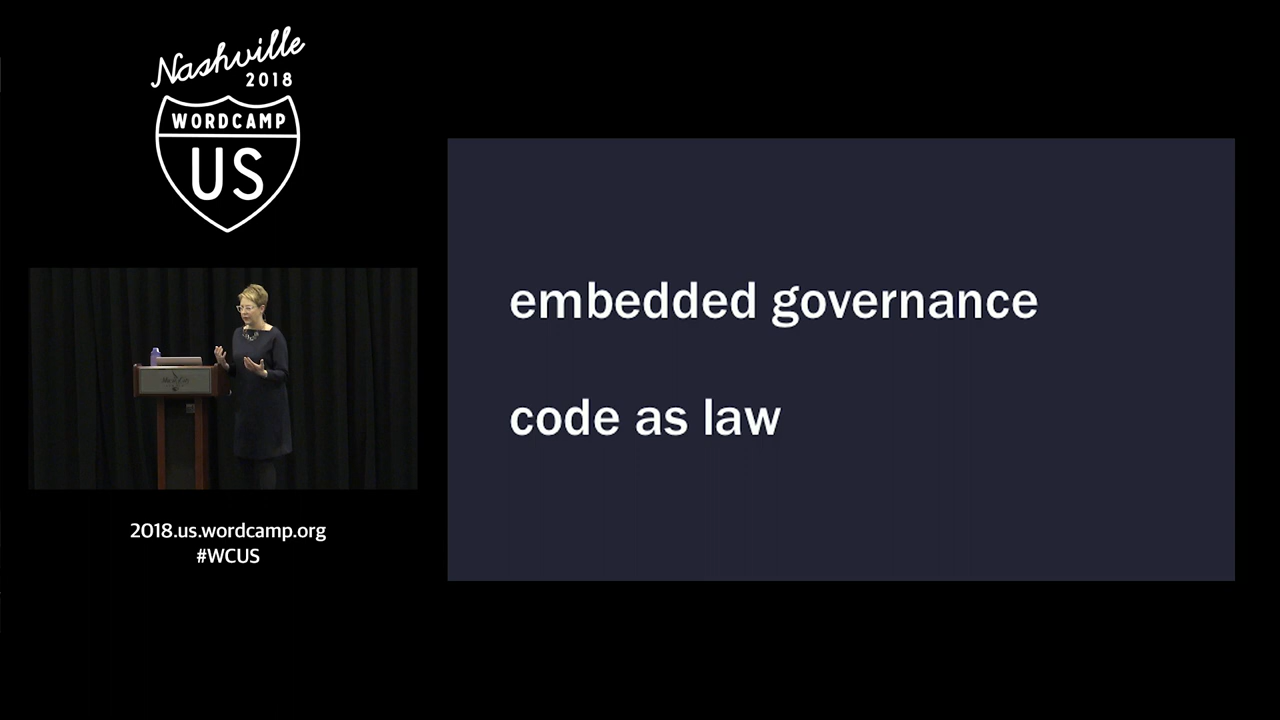 Nashville
2018
WORDCAMP
US
2018.us.wordcamp.org
#WCUS
embedded governance
code as law